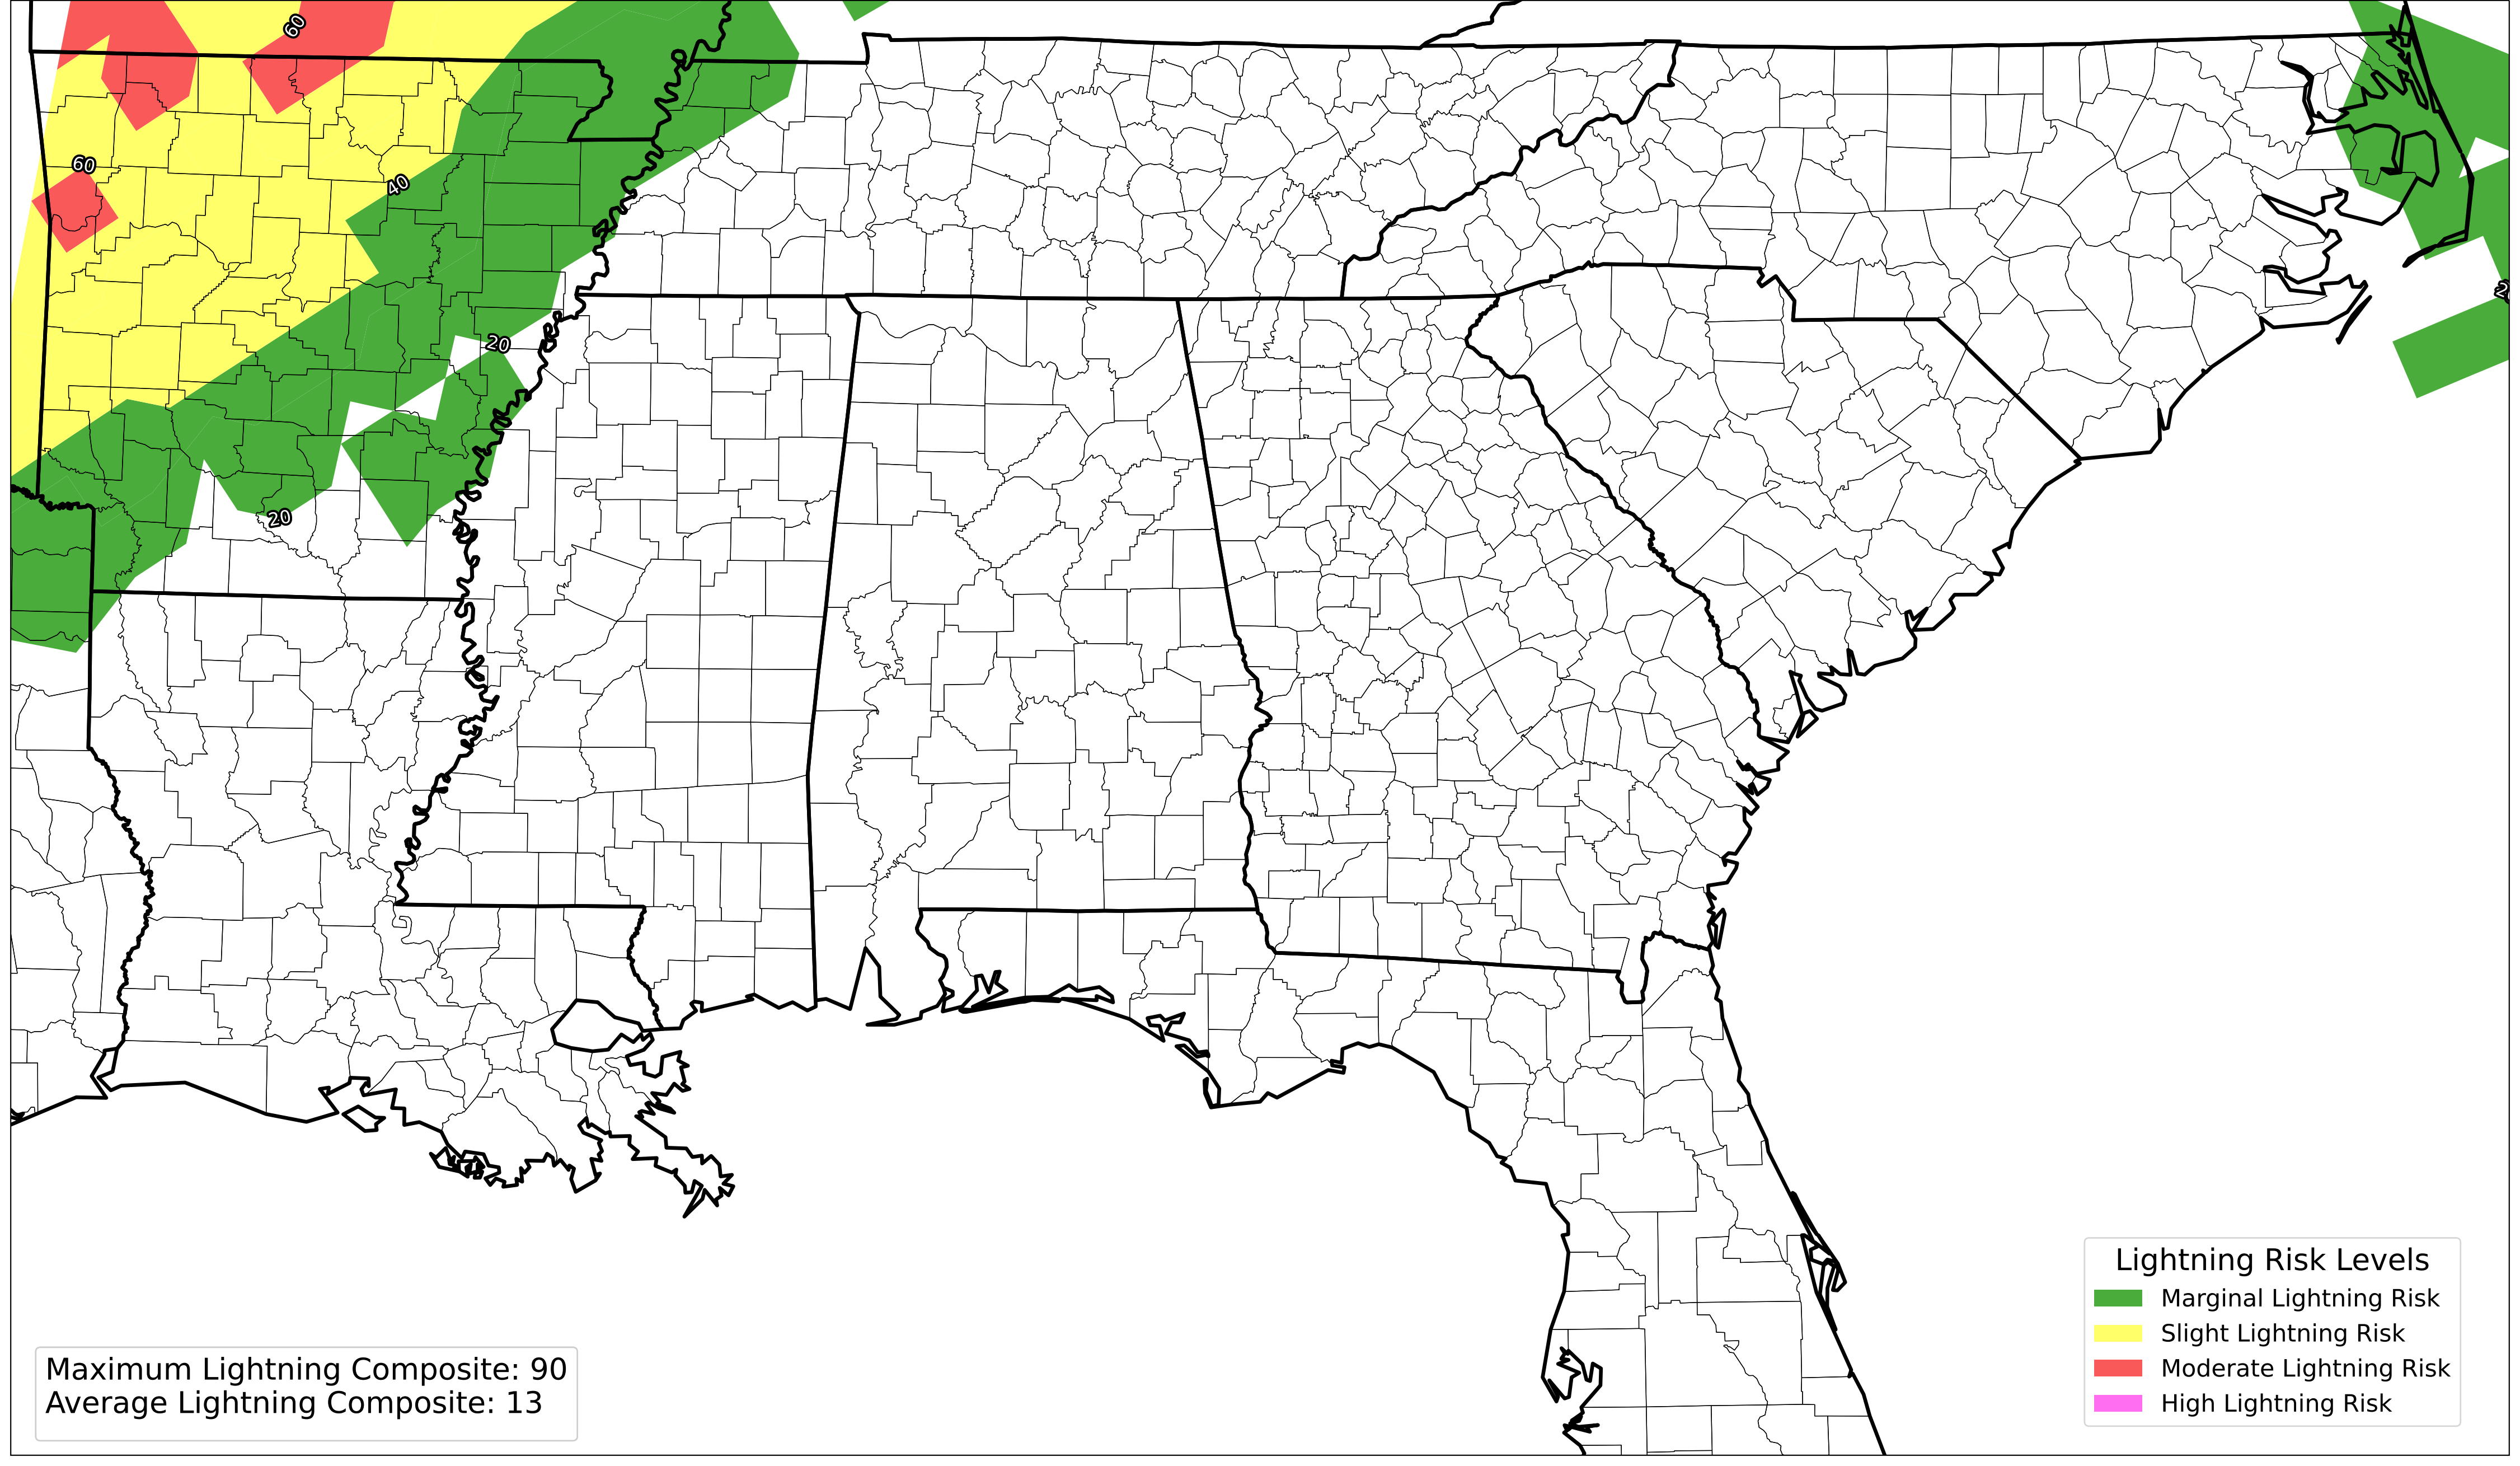 60
60
40
20
20
Lightning Risk Levels
Marginal Lightning Risk
Slight Lightning Risk
Moderate Lightning Risk
High Lightning Risk
Maximum Lightning Composite: 90
Average Lightning Composite: 13